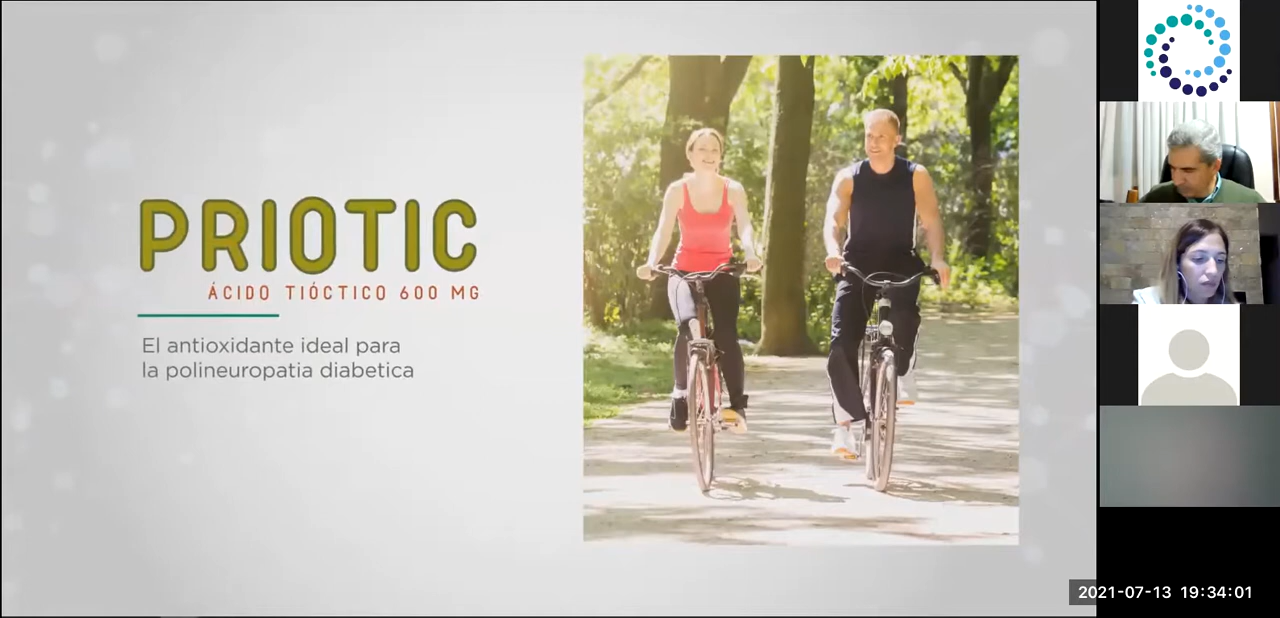 PRIOTIC
ÁCIDO TIÓCTICO 600 MG
El antioxidante ideal para
la polineuropatia diabetica
2021-07-13 19:34:01